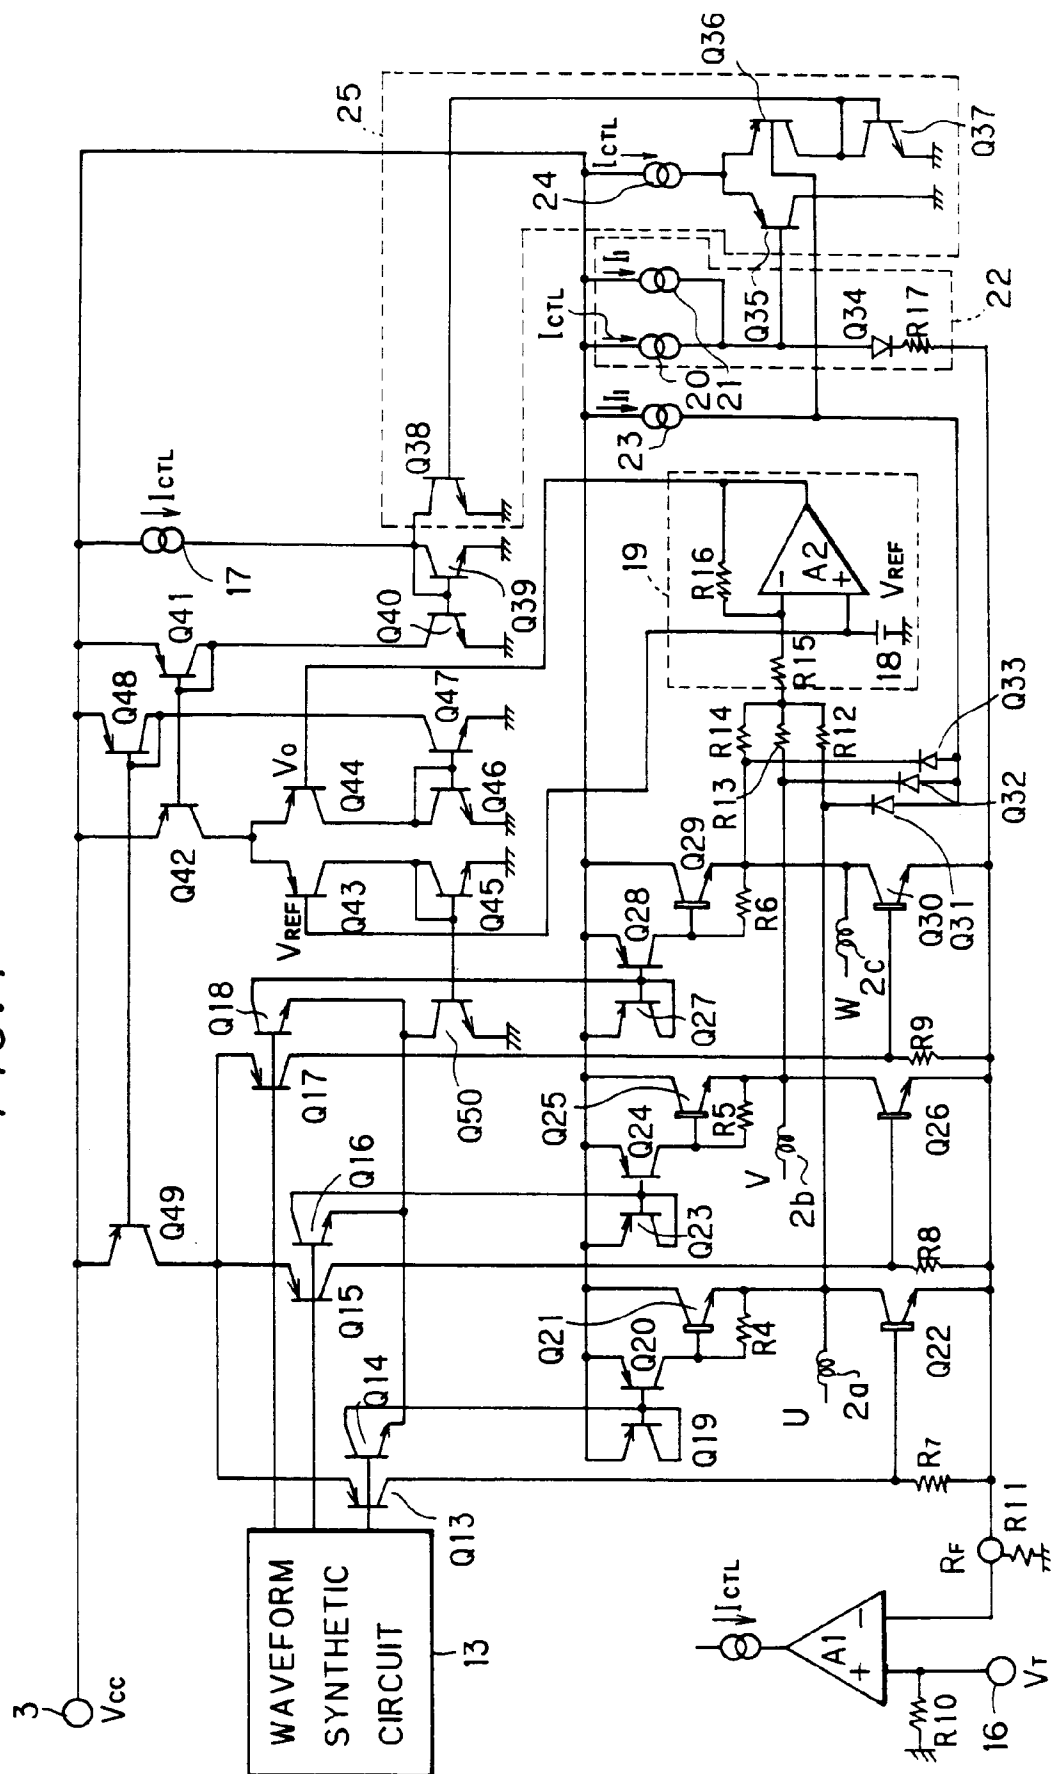 3
Vcc
WAVEFORM
SYNTHETIC
CIRCUIT
13
Q49
Q48
Q41
17
ICTL
25
Q42
Vo
Q44
Q47
Q46
Q40
Q39
Q38
VREF
Q43
Q45
Q18
Q17
Q50
Q16
Q15
Q14
Q13
Q36
Q37
24
ICTL
Q35
ICTL
I1
20
21
Q34
R17
22
I1
23
19
R16
A2
−
+
VREF
18
R15
R14
R13
R12
Q33
Q32
Q31
Q30
Q29
Q28
Q27
R6
W
2c
R9
Q25
Q24
Q23
R5
V
2b
Q26
R8
Q21
Q20
Q19
R4
U
2a
Q22
R7
RF
R11
ICTL
A1
+
−
R10
16
VT